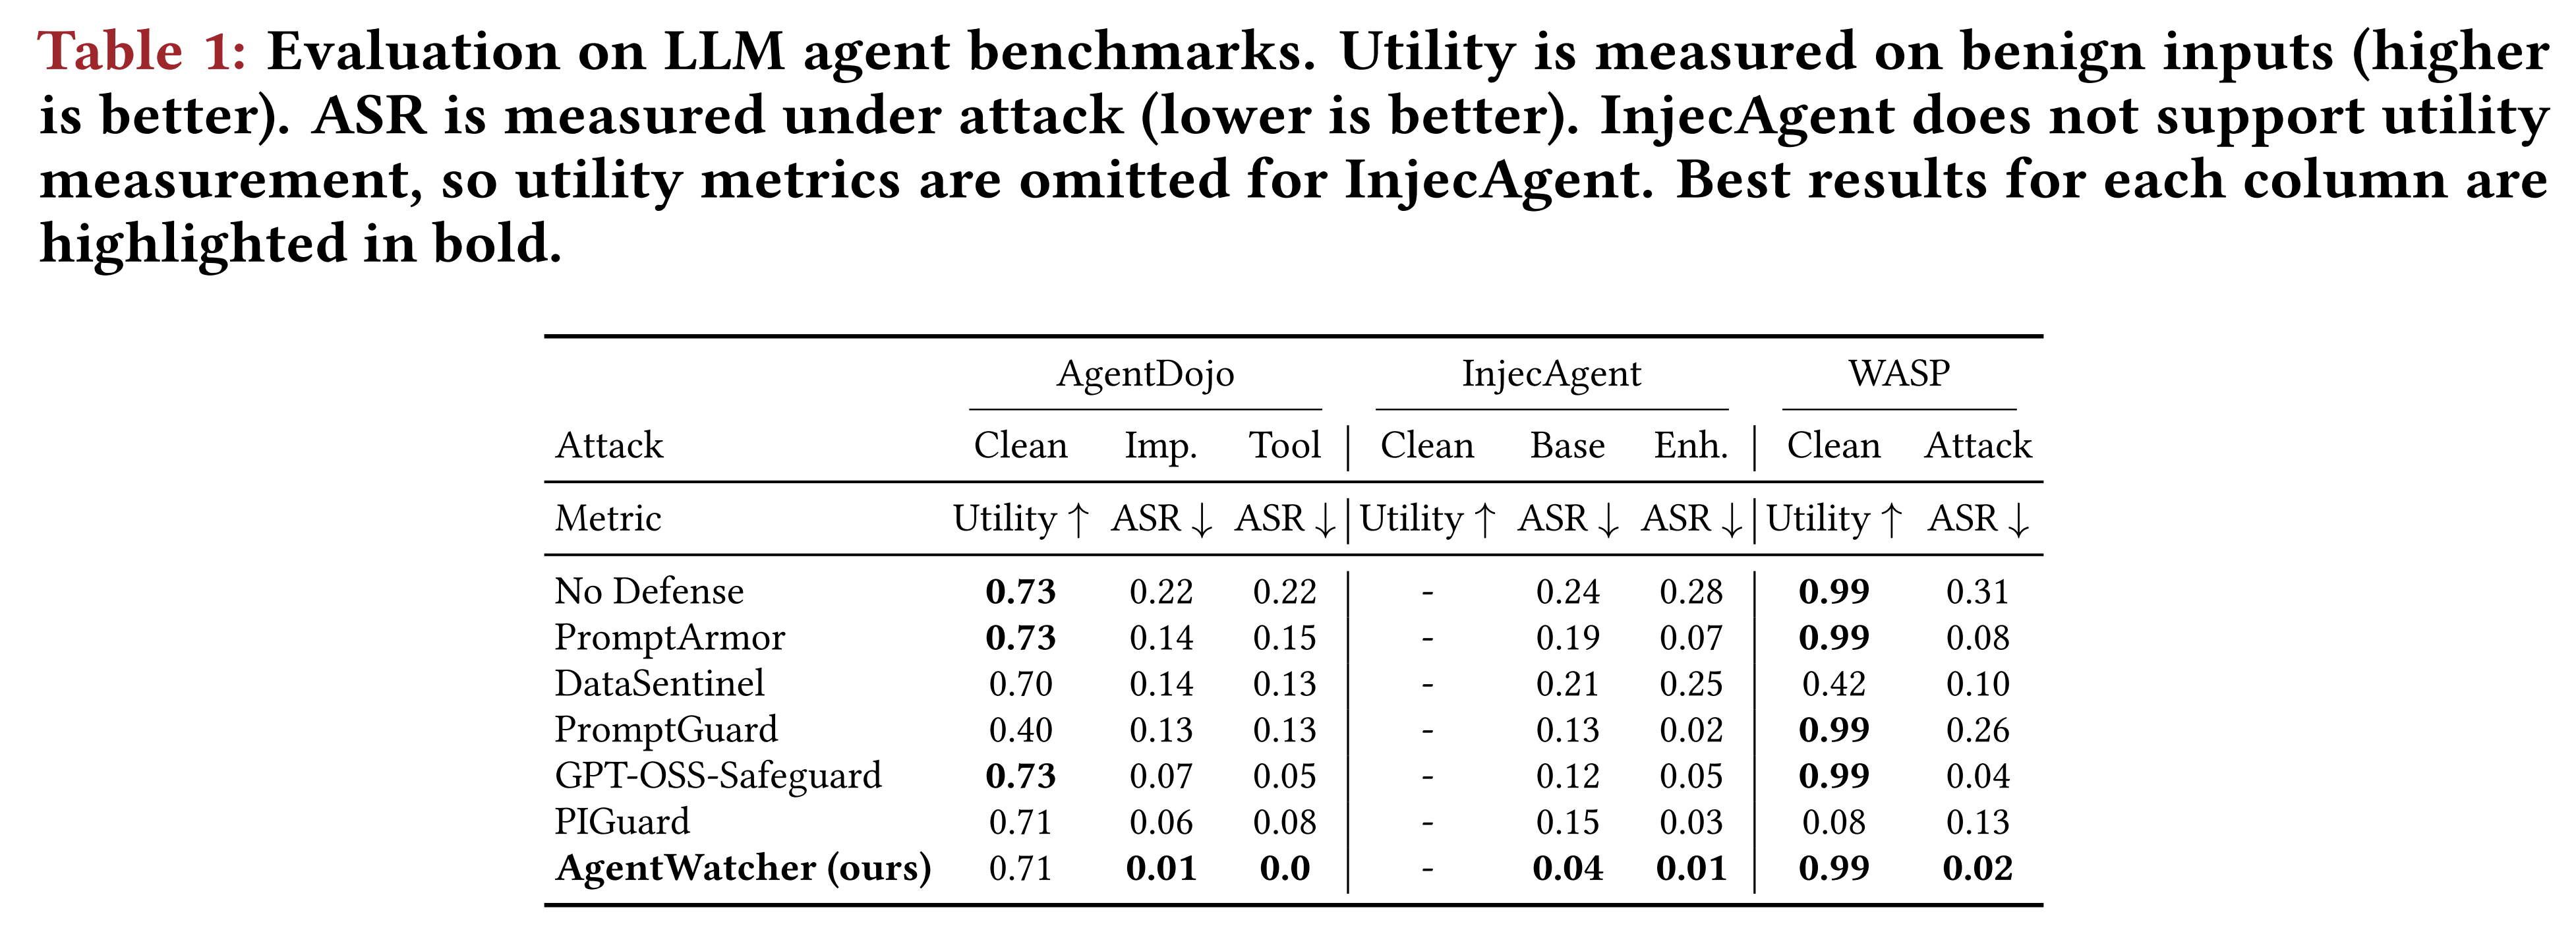 Table 1: Evaluation on LLM agent benchmarks. Utility is measured on benign inputs (higher
is better). ASR is measured under attack (lower is better). InjecAgent does not support utility
measurement, so utility metrics are omitted for InjecAgent. Best results for each column are
highlighted in bold.
AgentDojo InjecAgent WASP
Attack Clean Imp. Tool Clean Base Enh. Clean Attack
Metric Utility ↑ ASR ↓ ASR ↓ Utility ↑ ASR ↓ ASR ↓ Utility ↑ ASR ↓
No Defense 0.73 0.22 0.22 - 0.24 0.28 0.99 0.31
PromptArmor 0.73 0.14 0.15 - 0.19 0.07 0.99 0.08
DataSentinel 0.70 0.14 0.13 - 0.21 0.25 0.42 0.10
PromptGuard 0.40 0.13 0.13 - 0.13 0.02 0.99 0.26
GPT-OSS-Safeguard 0.73 0.07 0.05 - 0.12 0.05 0.99 0.04
PIGuard 0.71 0.06 0.08 - 0.15 0.03 0.08 0.13
AgentWatcher (ours) 0.71 0.01 0.0 - 0.04 0.01 0.99 0.02